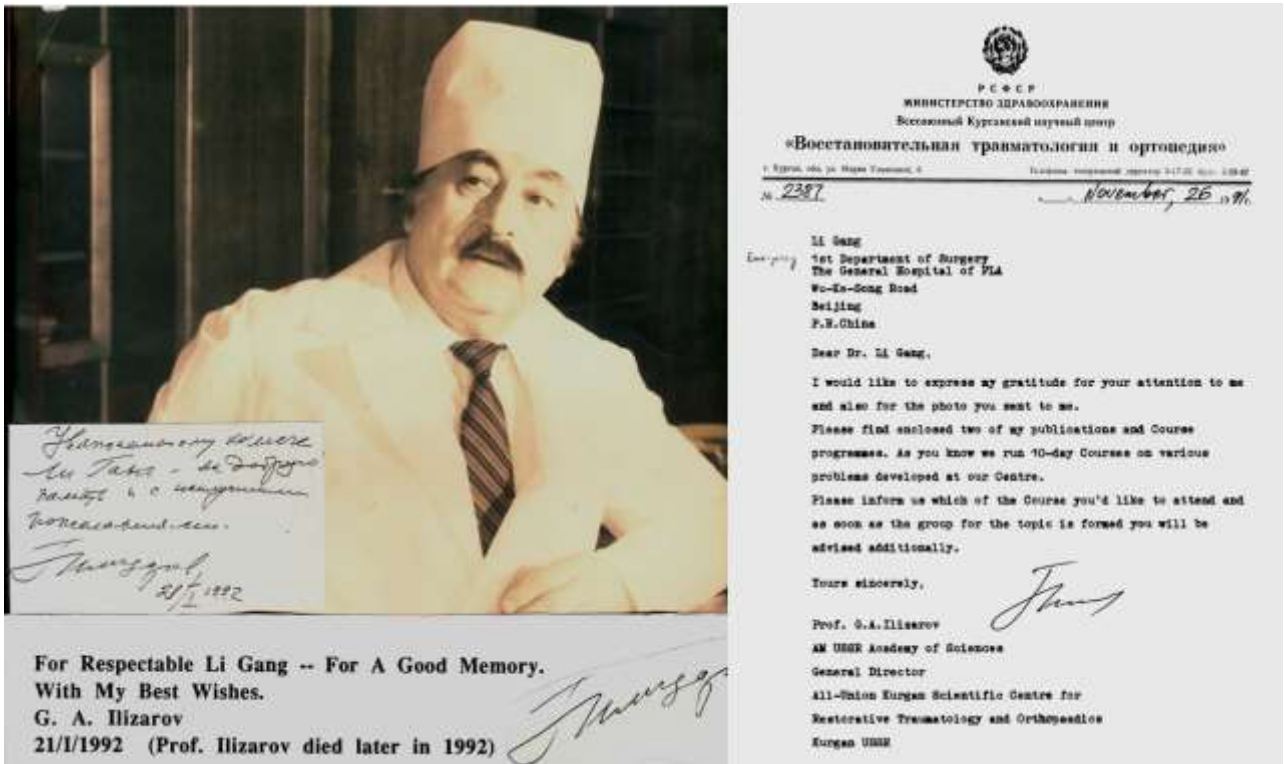 Уважаемому коллеге
Ли Ганг - на добрую
память и с наилучшими
пожеланиями.
1992
For Respectable Li Gang -- For A Good Memory.
With My Best Wishes.
G. A. Ilizarov
21/I/1992 (Prof. Ilizarov died later in 1992)
РСФСР
МИНИСТЕРСТВО ЗДРАВООХРАНЕНИЯ
Всесоюзный Курганский научный центр
«Восстановительная травматология и ортопедия»
№ 2387
November, 26 1991.
Li Gang
1st Department of Surgery
The General Hospital of PLA
Wu-Ke-Song Road
Beijing
P.R.China
Dear Dr. Li Gang,
I would like to express my gratitude for your attention to me
and also for the photo you sent to me.
Please find enclosed two of my publications and Course
programmes. As you know we run 10-day Courses on various
problems developed at our Centre.
Please inform us which of the Course you'd like to attend and
as soon as the group for the topic is formed you will be
advised additionally.
Yours sincerely,
Prof. G.A.Ilizarov
AM USSR Academy of Sciences
General Director
All-Union Kurgan Scientific Centre for
Restorative Traumatology and Orthopaedics
Kurgan USSR